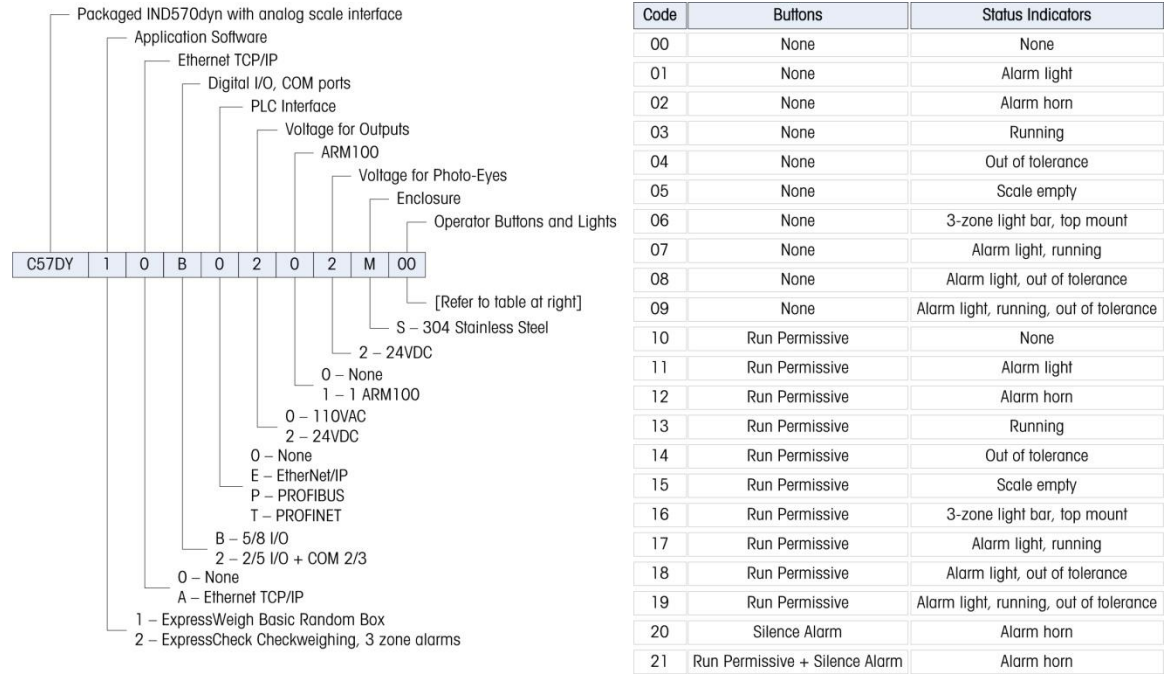 Packaged IND570dyn with analog scale interface
Application Software
Ethernet TCP/IP
Digital I/O, COM ports
PLC Interface
Voltage for Outputs
ARM100
Voltage for Photo-Eyes
Enclosure
Operator Buttons and Lights
C57DY 1 0 B 0 2 0 2 M 00
[Refer to table at right]
S – 304 Stainless Steel
2 – 24VDC
0 – None
1 – 1 ARM100
0 – 110VAC
2 – 24VDC
0 – None
E – EtherNet/IP
P – PROFIBUS
T – PROFINET
B – 5/8 I/O
2 – 2/5 I/O + COM 2/3
0 – None
A – Ethernet TCP/IP
1 – ExpressWeigh Basic Random Box
2 – ExpressCheck Checkweighing, 3 zone alarms
Code Buttons Status Indicators
00 None None
01 None Alarm light
02 None Alarm horn
03 None Running
04 None Out of tolerance
05 None Scale empty
06 None 3-zone light bar, top mount
07 None Alarm light, running
08 None Alarm light, out of tolerance
09 None Alarm light, running, out of tolerance
10 Run Permissive None
11 Run Permissive Alarm light
12 Run Permissive Alarm horn
13 Run Permissive Running
14 Run Permissive Out of tolerance
15 Run Permissive Scale empty
16 Run Permissive 3-zone light bar, top mount
17 Run Permissive Alarm light, running
18 Run Permissive Alarm light, out of tolerance
19 Run Permissive Alarm light, running, out of tolerance
20 Silence Alarm Alarm horn
21 Run Permissive + Silence Alarm Alarm horn